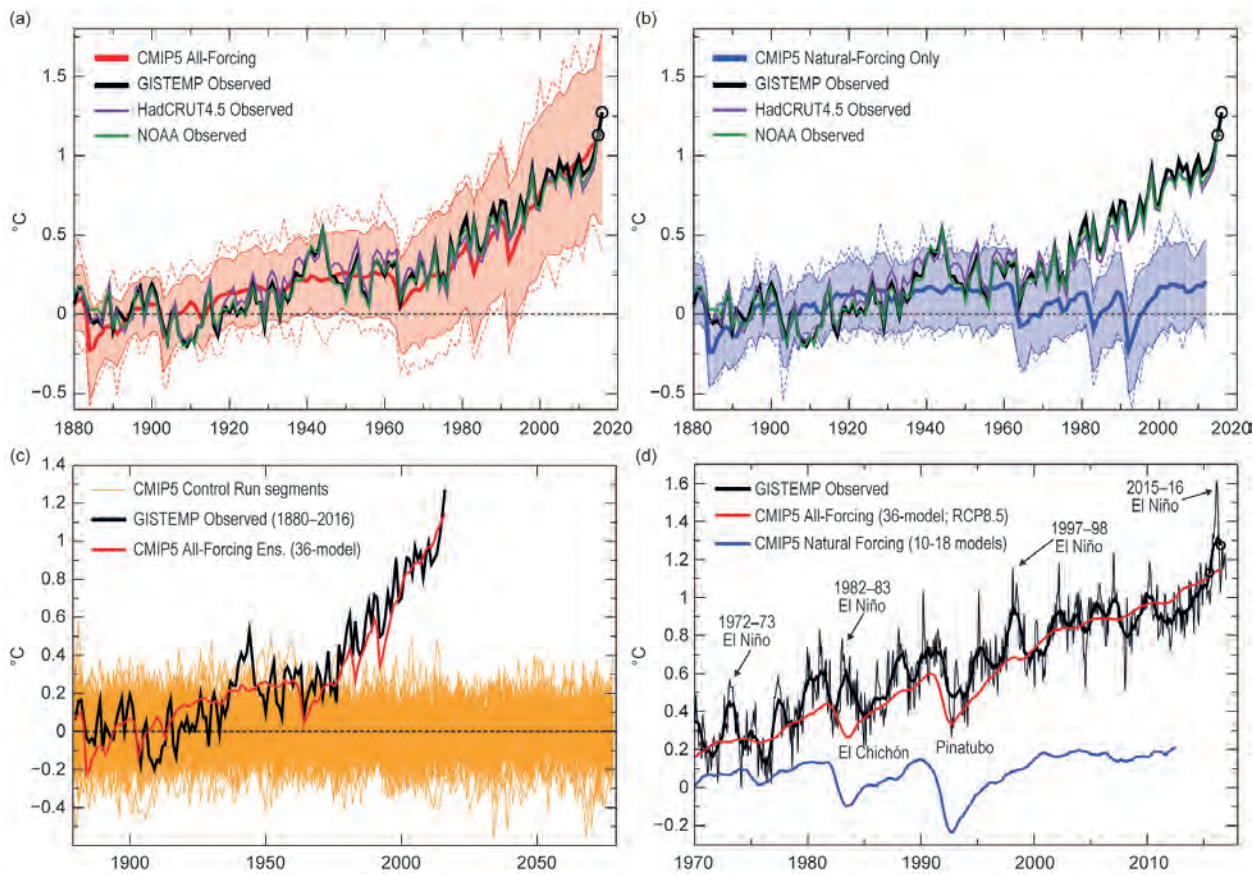 (a)
CMIP5 All-Forcing
GISTEMP Observed
HadCRUT4.5 Observed
NOAA Observed
°C
1.5
1
0.5
0
−0.5
1880 1900 1920 1940 1960 1980 2000 2020
(b)
CMIP5 Natural-Forcing Only
GISTEMP Observed
HadCRUT4.5 Observed
NOAA Observed
°C
1.5
1
0.5
0
−0.5
1880 1900 1920 1940 1960 1980 2000 2020
(c)
CMIP5 Control Run segments
GISTEMP Observed (1880–2016)
CMIP5 All-Forcing Ens. (36-model)
°C
1.4
1.2
1.0
0.8
0.6
0.4
0.2
0
−0.2
−0.4
1900 1950 2000 2050
(d)
GISTEMP Observed
CMIP5 All-Forcing (36-model; RCP8.5)
CMIP5 Natural Forcing (10-18 models)
2015–16
El Niño
1997–98
El Niño
1982–83
El Niño
1972–73
El Niño
El Chichón
Pinatubo
°C
1.6
1.4
1.2
1.0
0.8
0.6
0.4
0.2
0
−0.2
1970 1980 1990 2000 2010